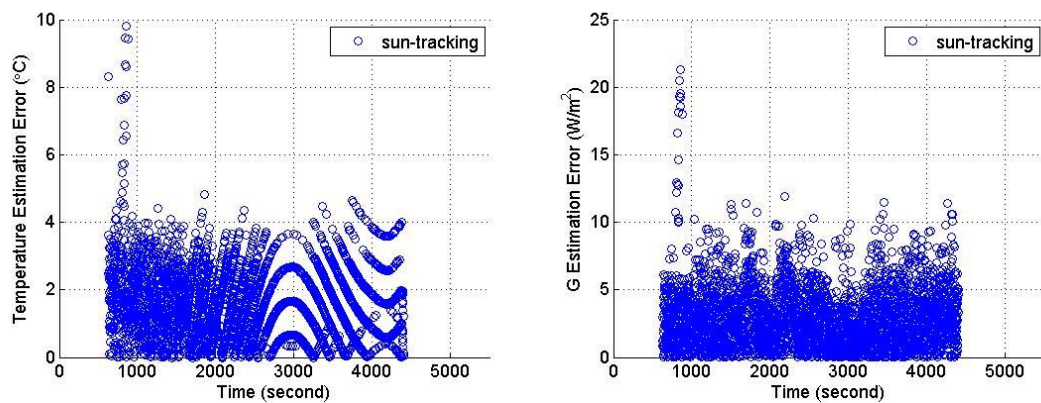 10
8
6
4
2
0
Temperature Estimation Error (°C)
sun-tracking
0 1000 2000 3000 4000 5000
Time (second)
25
20
15
10
5
0
G Estimation Error (W/m²)
sun-tracking
0 1000 2000 3000 4000 5000
Time (second)